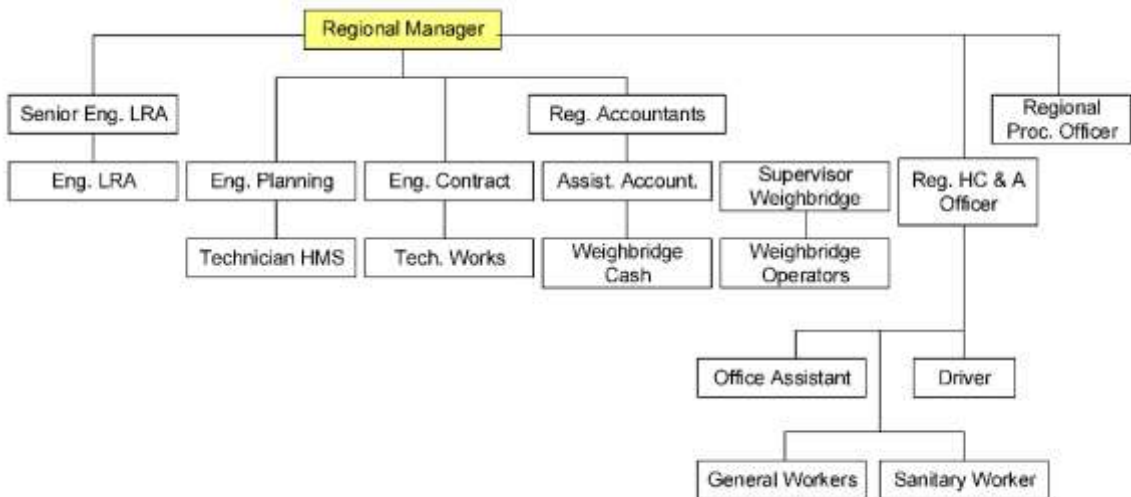 Regional Manager
Senior Eng. LRA
Reg. Accountants
Regional
Proc. Officer
Eng. LRA
Eng. Planning
Eng. Contract
Assist. Account.
Supervisor
Weighbridge
Reg. HC & A
Officer
Technician HMS
Tech. Works
Weighbridge
Cash
Weighbridge
Operators
Office Assistant
Driver
General Workers
Sanitary Worker